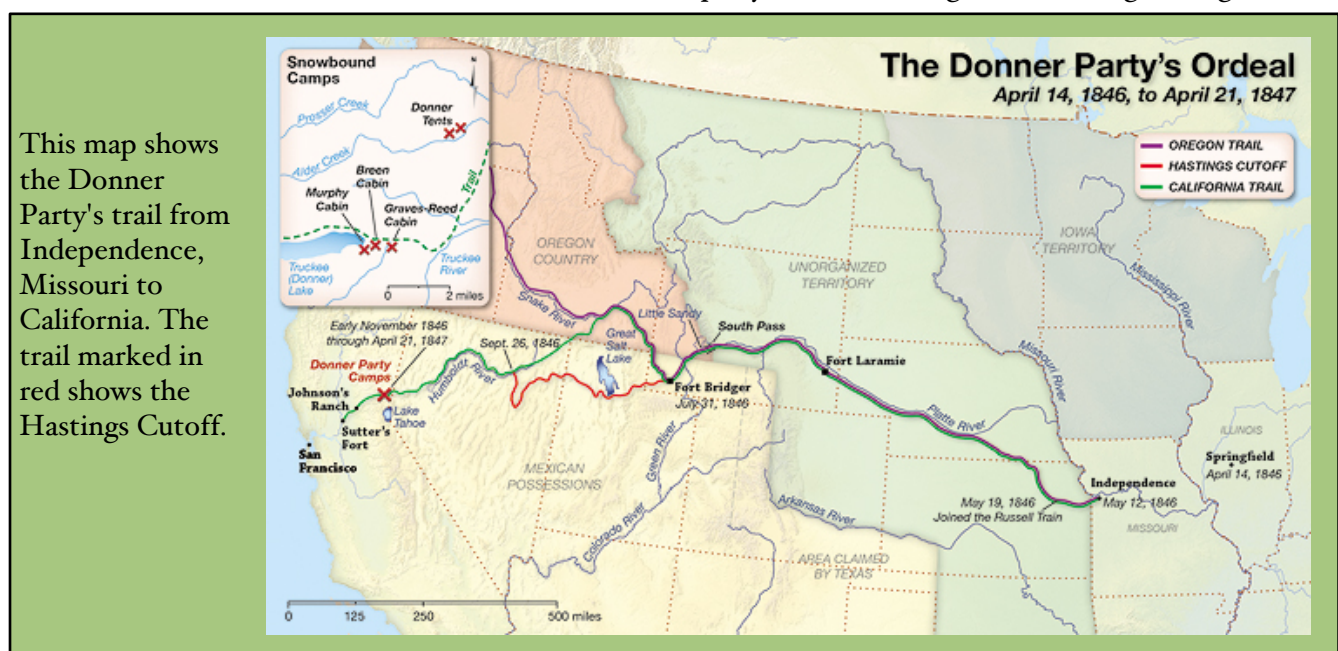 This map shows
the Donner
Party's trail from
Independence,
Missouri to
California. The
trail marked in
red shows the
Hastings Cutoff.
The Donner Party's Ordeal
April 14, 1846, to April 21, 1847
OREGON TRAIL
HASTINGS CUTOFF
CALIFORNIA TRAIL
Snowbound
Camps
N
Prosser Creek
Donner
Tents
Alder Creek
Breen
Cabin
Murphy
Cabin
Graves-Reed
Cabin
Trail
Truckee
(Donner)
Lake
Truckee
River
0 2 miles
OREGON
COUNTRY
Snake River
UNORGANIZED
TERRITORY
IOWA
TERRITORY
Mississippi River
Missouri River
Early November 1846
through April 21, 1847
Donner Party
Camps
Sept. 26, 1846
Great
Salt
Lake
Little Sandy
South Pass
Fort Laramie
Humboldt River
Johnson's
Ranch
Lake
Tahoe
Sutter's
Fort
San
Francisco
Fort Bridger
July 31, 1846
Platte River
Green River
MEXICAN
POSSESSIONS
Colorado River
Arkansas River
AREA CLAIMED
BY TEXAS
May 19, 1846
Joined the Russell Train
Independence
May 12, 1846
MISSOURI
ILLINOIS
Springfield
April 14, 1846
0 125 250 500 miles